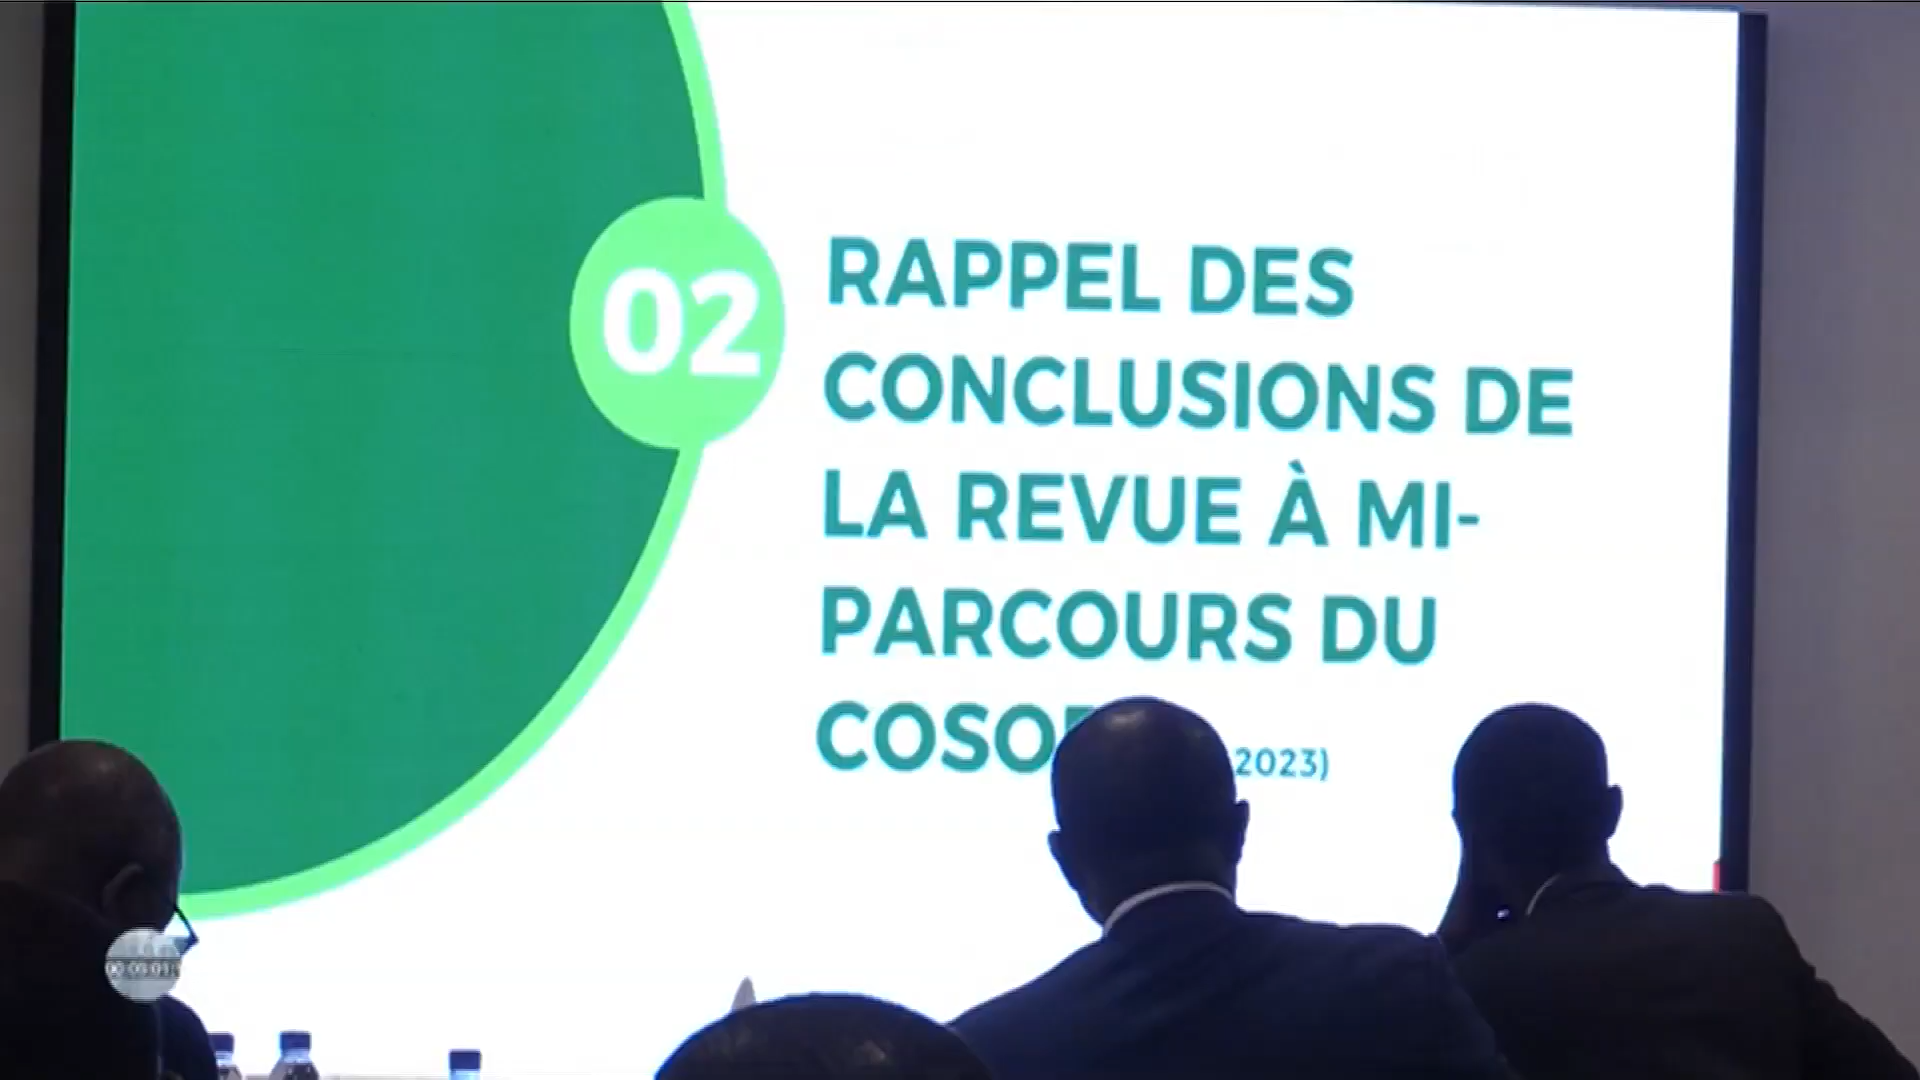 02
RAPPEL DES
CONCLUSIONS DE
LA REVUE À MI-
PARCOURS DU
2023)